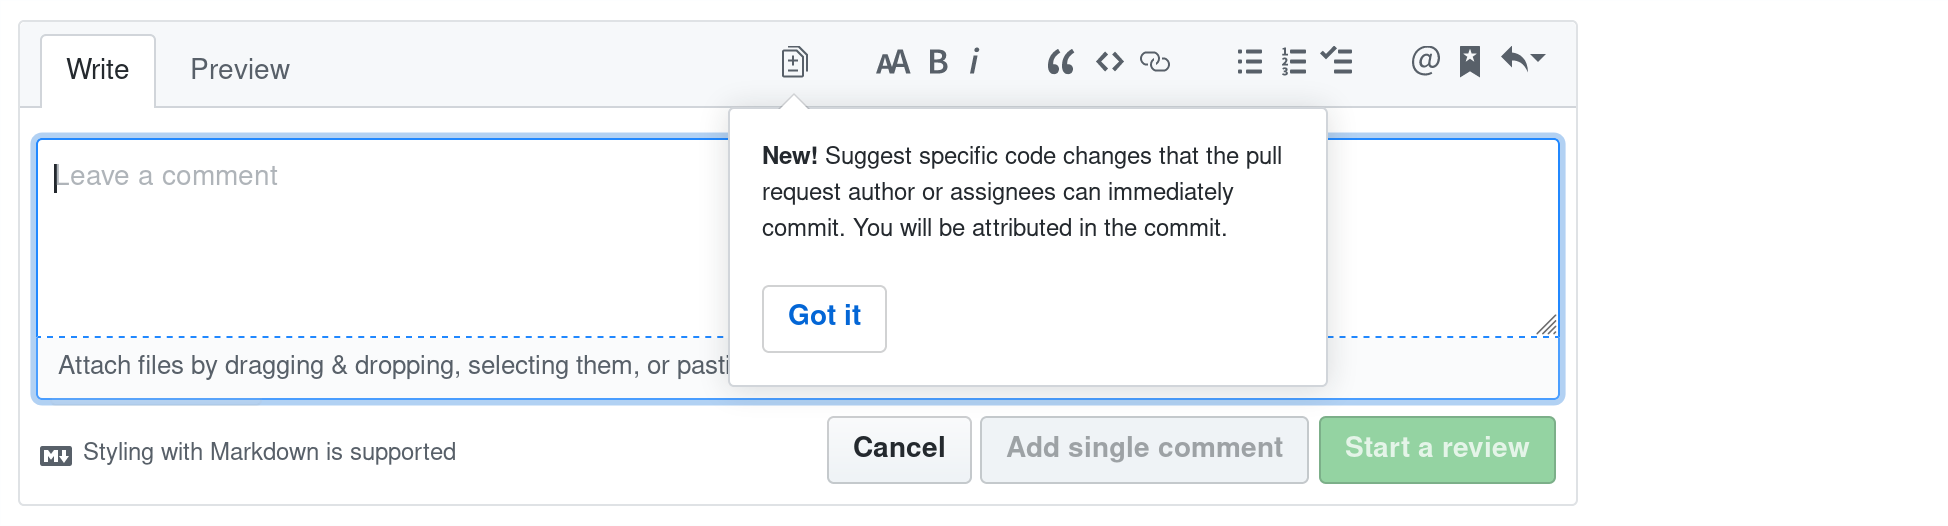 Write Preview AA B i @
New! Suggest specific code changes that the pull
request author or assignees can immediately
commit. You will be attributed in the commit.
Got it
Leave a comment
Attach files by dragging & dropping, selecting them, or
M Styling with Markdown is supported
Cancel Add single comment Start a review